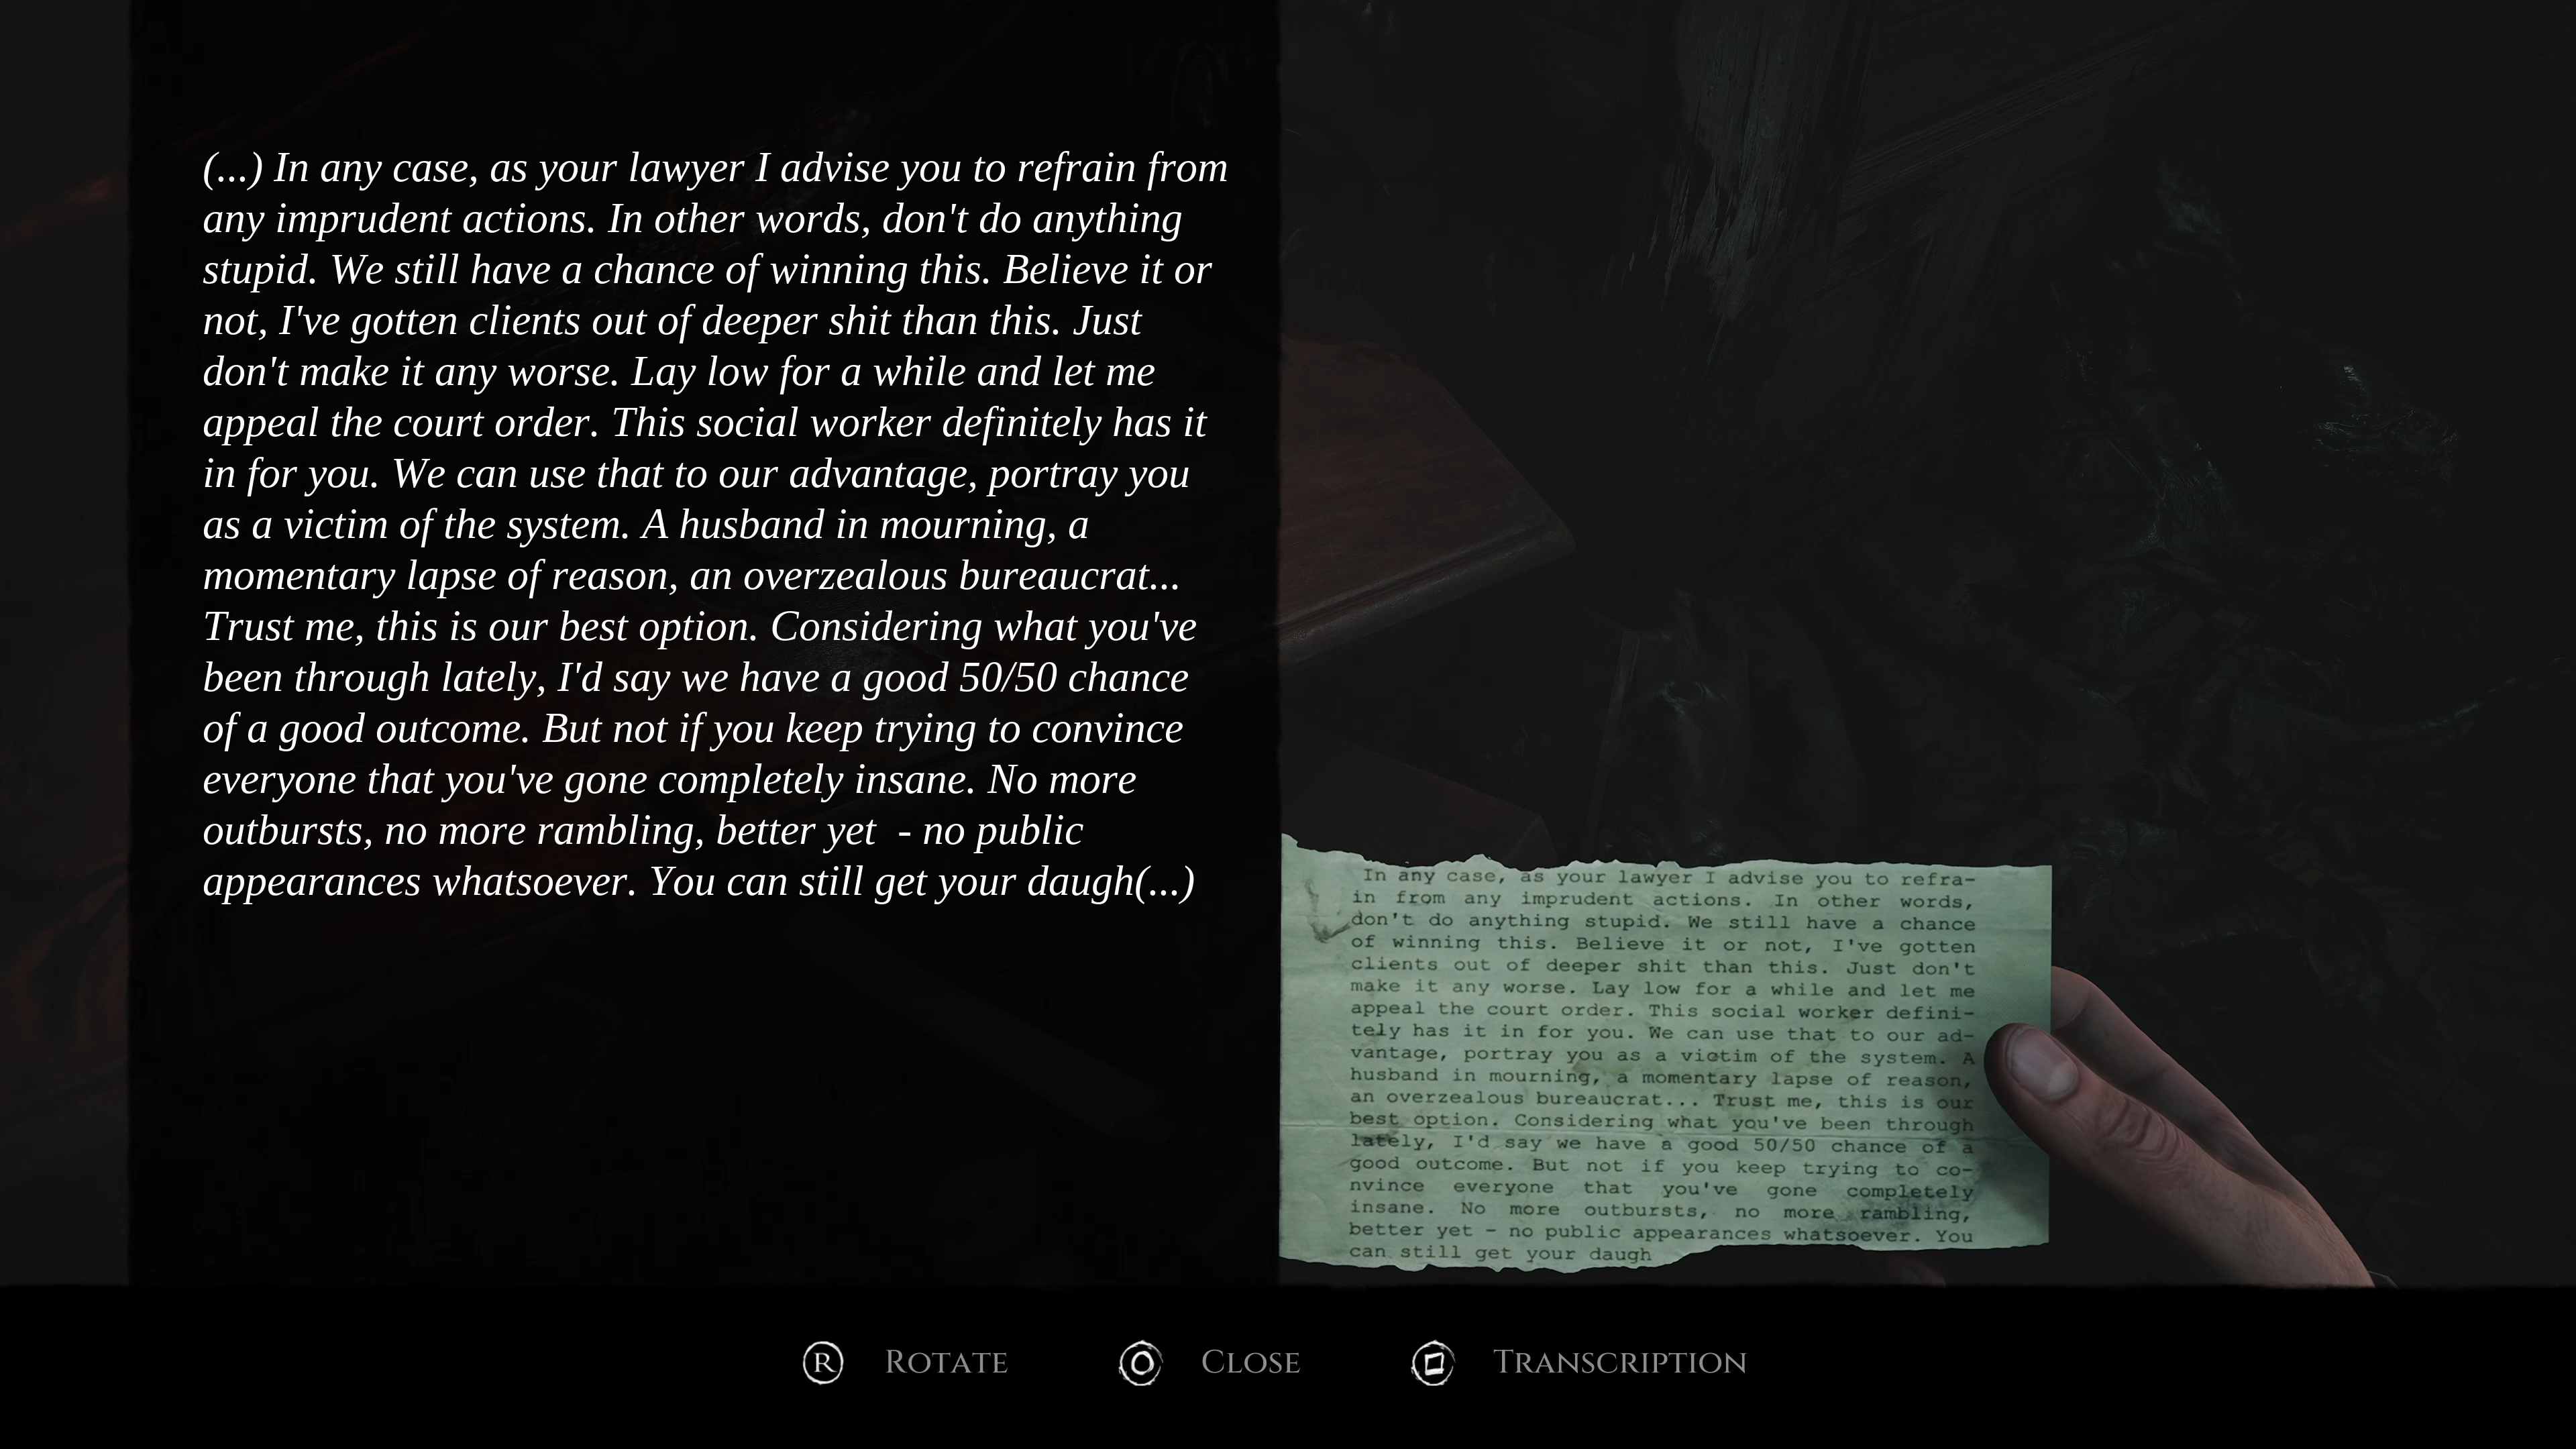 (...) In any case, as your lawyer I advise you to refrain from
any imprudent actions. In other words, don't do anything
stupid. We still have a chance of winning this. Believe it or
not, I've gotten clients out of deeper shit than this. Just
don't make it any worse. Lay low for a while and let me
appeal the court order. This social worker definitely has it
in for you. We can use that to our advantage, portray you
as a victim of the system. A husband in mourning, a
momentary lapse of reason, an overzealous bureaucrat...
Trust me, this is our best option. Considering what you've
been through lately, I'd say we have a good 50/50 chance
of a good outcome. But not if you keep trying to convince
everyone that you've gone completely insane. No more
outbursts, no more rambling, better yet  - no public
appearances whatsoever. You can still get your daugh(...)
In any case, as your lawyer I advise you to refra-
in from any imprudent actions. In other words,
don't do anything stupid. We still have a chance
of winning this. Believe it or not, I've gotten
clients out of deeper shit than this. Just don't
make it any worse. Lay low for a while and let me
appeal the court order. This social worker defini-
tely has it in for you. We can use that to our ad-
vantage, portray you as a victim of the system. A
husband in mourning, a momentary lapse of reason,
an overzealous bureaucrat... Trust me, this is our
best option. Considering what you've been through
lately, I'd say we have a good 50/50 chance of a
good outcome. But not if you keep trying to co-
nvince everyone that you've gone completely
insane. No more outbursts, no more rambling,
better yet - no public appearances whatsoever. You
can still get your daugh
R Rotate Close Transcription